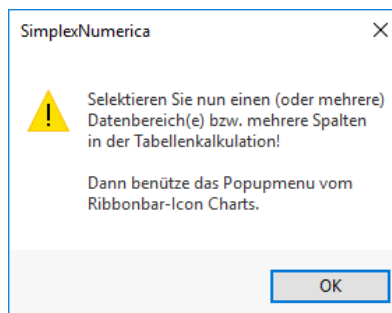 SimplexNumerica
Selektieren Sie nun einen (oder mehrere)
Datenbereich(e) bzw. mehrere Spalten
in der Tabellenkalkulation!
Dann benütze das Popupmenu vom
Ribbonbar-Icon Charts.
OK